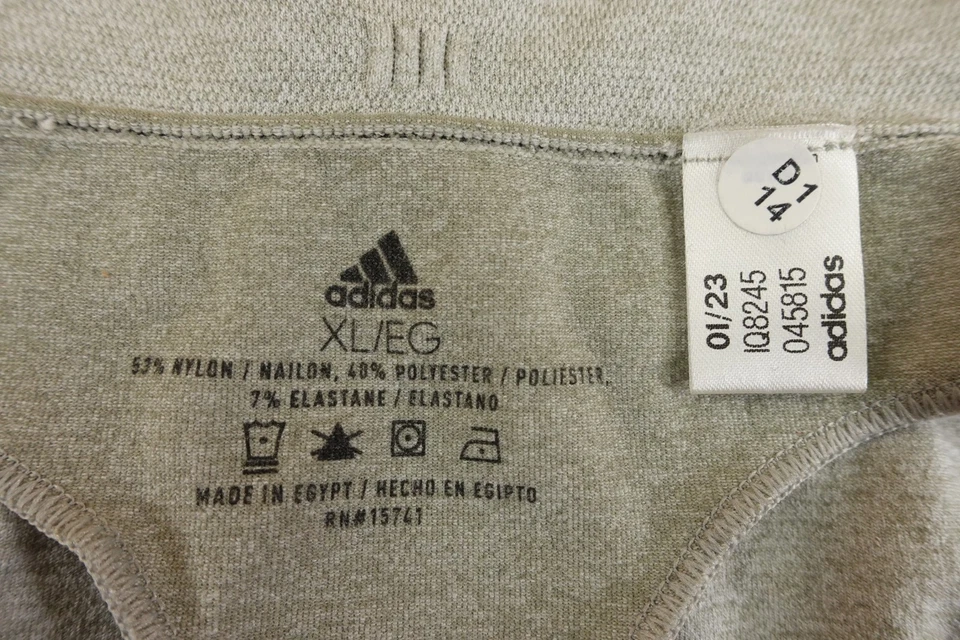 adidas
XL/EG
53% NYLON / NAILON, 40% POLYESTER / POLIÉSTER,
7% ELASTANE / ELASTANO
MADE IN EGYPT / HECHO EN EGIPTO
RN#15741
D1
14
01/23
IQ8245
045815
adidas